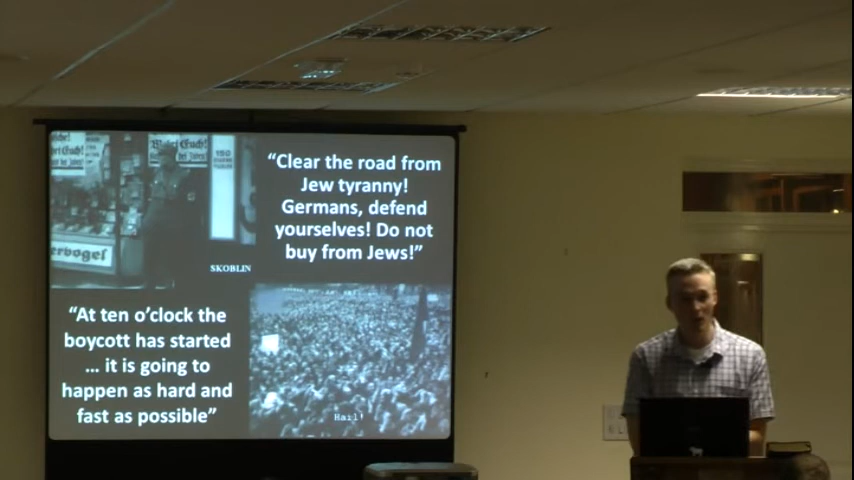 “Clear the road from
Jew tyranny!
Germans, defend
yourselves! Do not
buy from Jews!”
SKOBLIN
“At ten o’clock the
boycott has started
… it is going to
happen as hard and
fast as possible”
Hail!